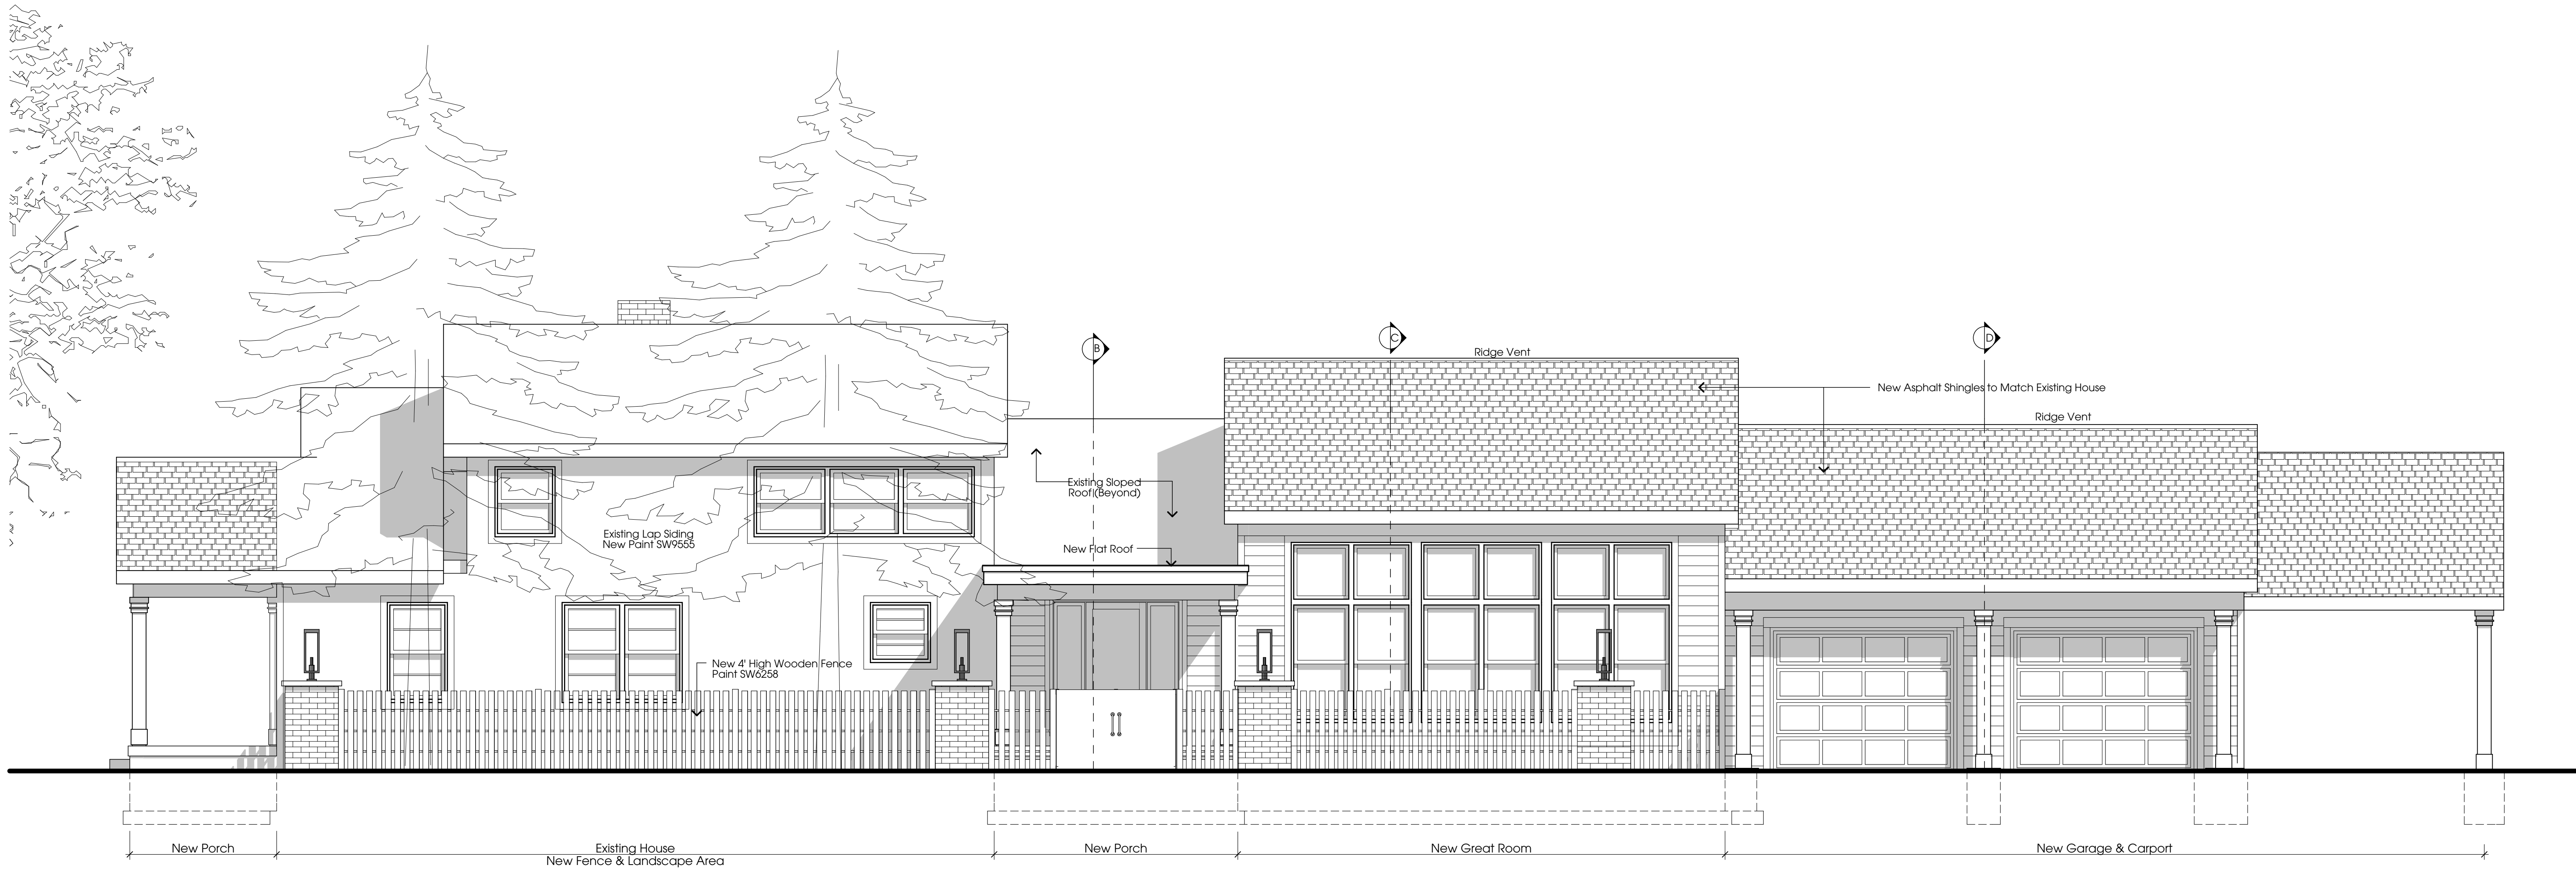 B
C
D
Ridge Vent
New Asphalt Shingles to Match Existing House
Ridge Vent
Existing Sloped
Roof (Beyond)
Existing Lap Siding
New Paint SW9555
New Flat Roof
New 4' High Wooden Fence
Paint SW6258
New Porch
Existing House
New Fence & Landscape Area
New Porch
New Great Room
New Garage & Carport